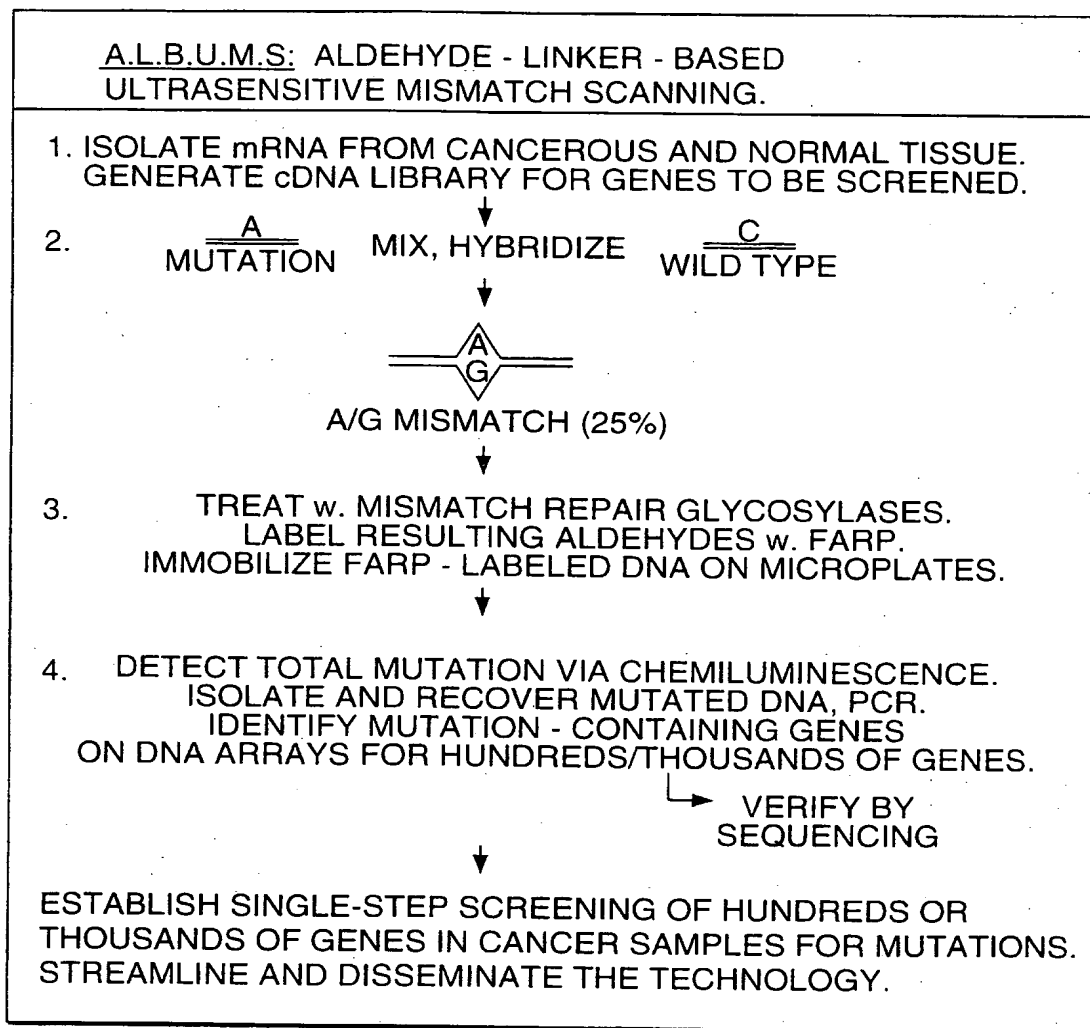 A.L.B.U.M.S: ALDEHYDE - LINKER - BASED
ULTRASENSITIVE MISMATCH SCANNING.
1. ISOLATE mRNA FROM CANCEROUS AND NORMAL TISSUE.
GENERATE cDNA LIBRARY FOR GENES TO BE SCREENED.
2. A MIX, HYBRIDIZE C
MUTATION WILD TYPE
A
G
A/G MISMATCH (25%)
3. TREAT w. MISMATCH REPAIR GLYCOSYLASES.
LABEL RESULTING ALDEHYDES w. FARP.
IMMOBILIZE FARP - LABELED DNA ON MICROPLATES.
4. DETECT TOTAL MUTATION VIA CHEMILUMINESCENCE.
ISOLATE AND RECOVER MUTATED DNA, PCR.
IDENTIFY MUTATION - CONTAINING GENES
ON DNA ARRAYS FOR HUNDREDS/THOUSANDS OF GENES.
VERIFY BY
SEQUENCING
ESTABLISH SINGLE-STEP SCREENING OF HUNDREDS OR
THOUSANDS OF GENES IN CANCER SAMPLES FOR MUTATIONS.
STREAMLINE AND DISSEMINATE THE TECHNOLOGY.